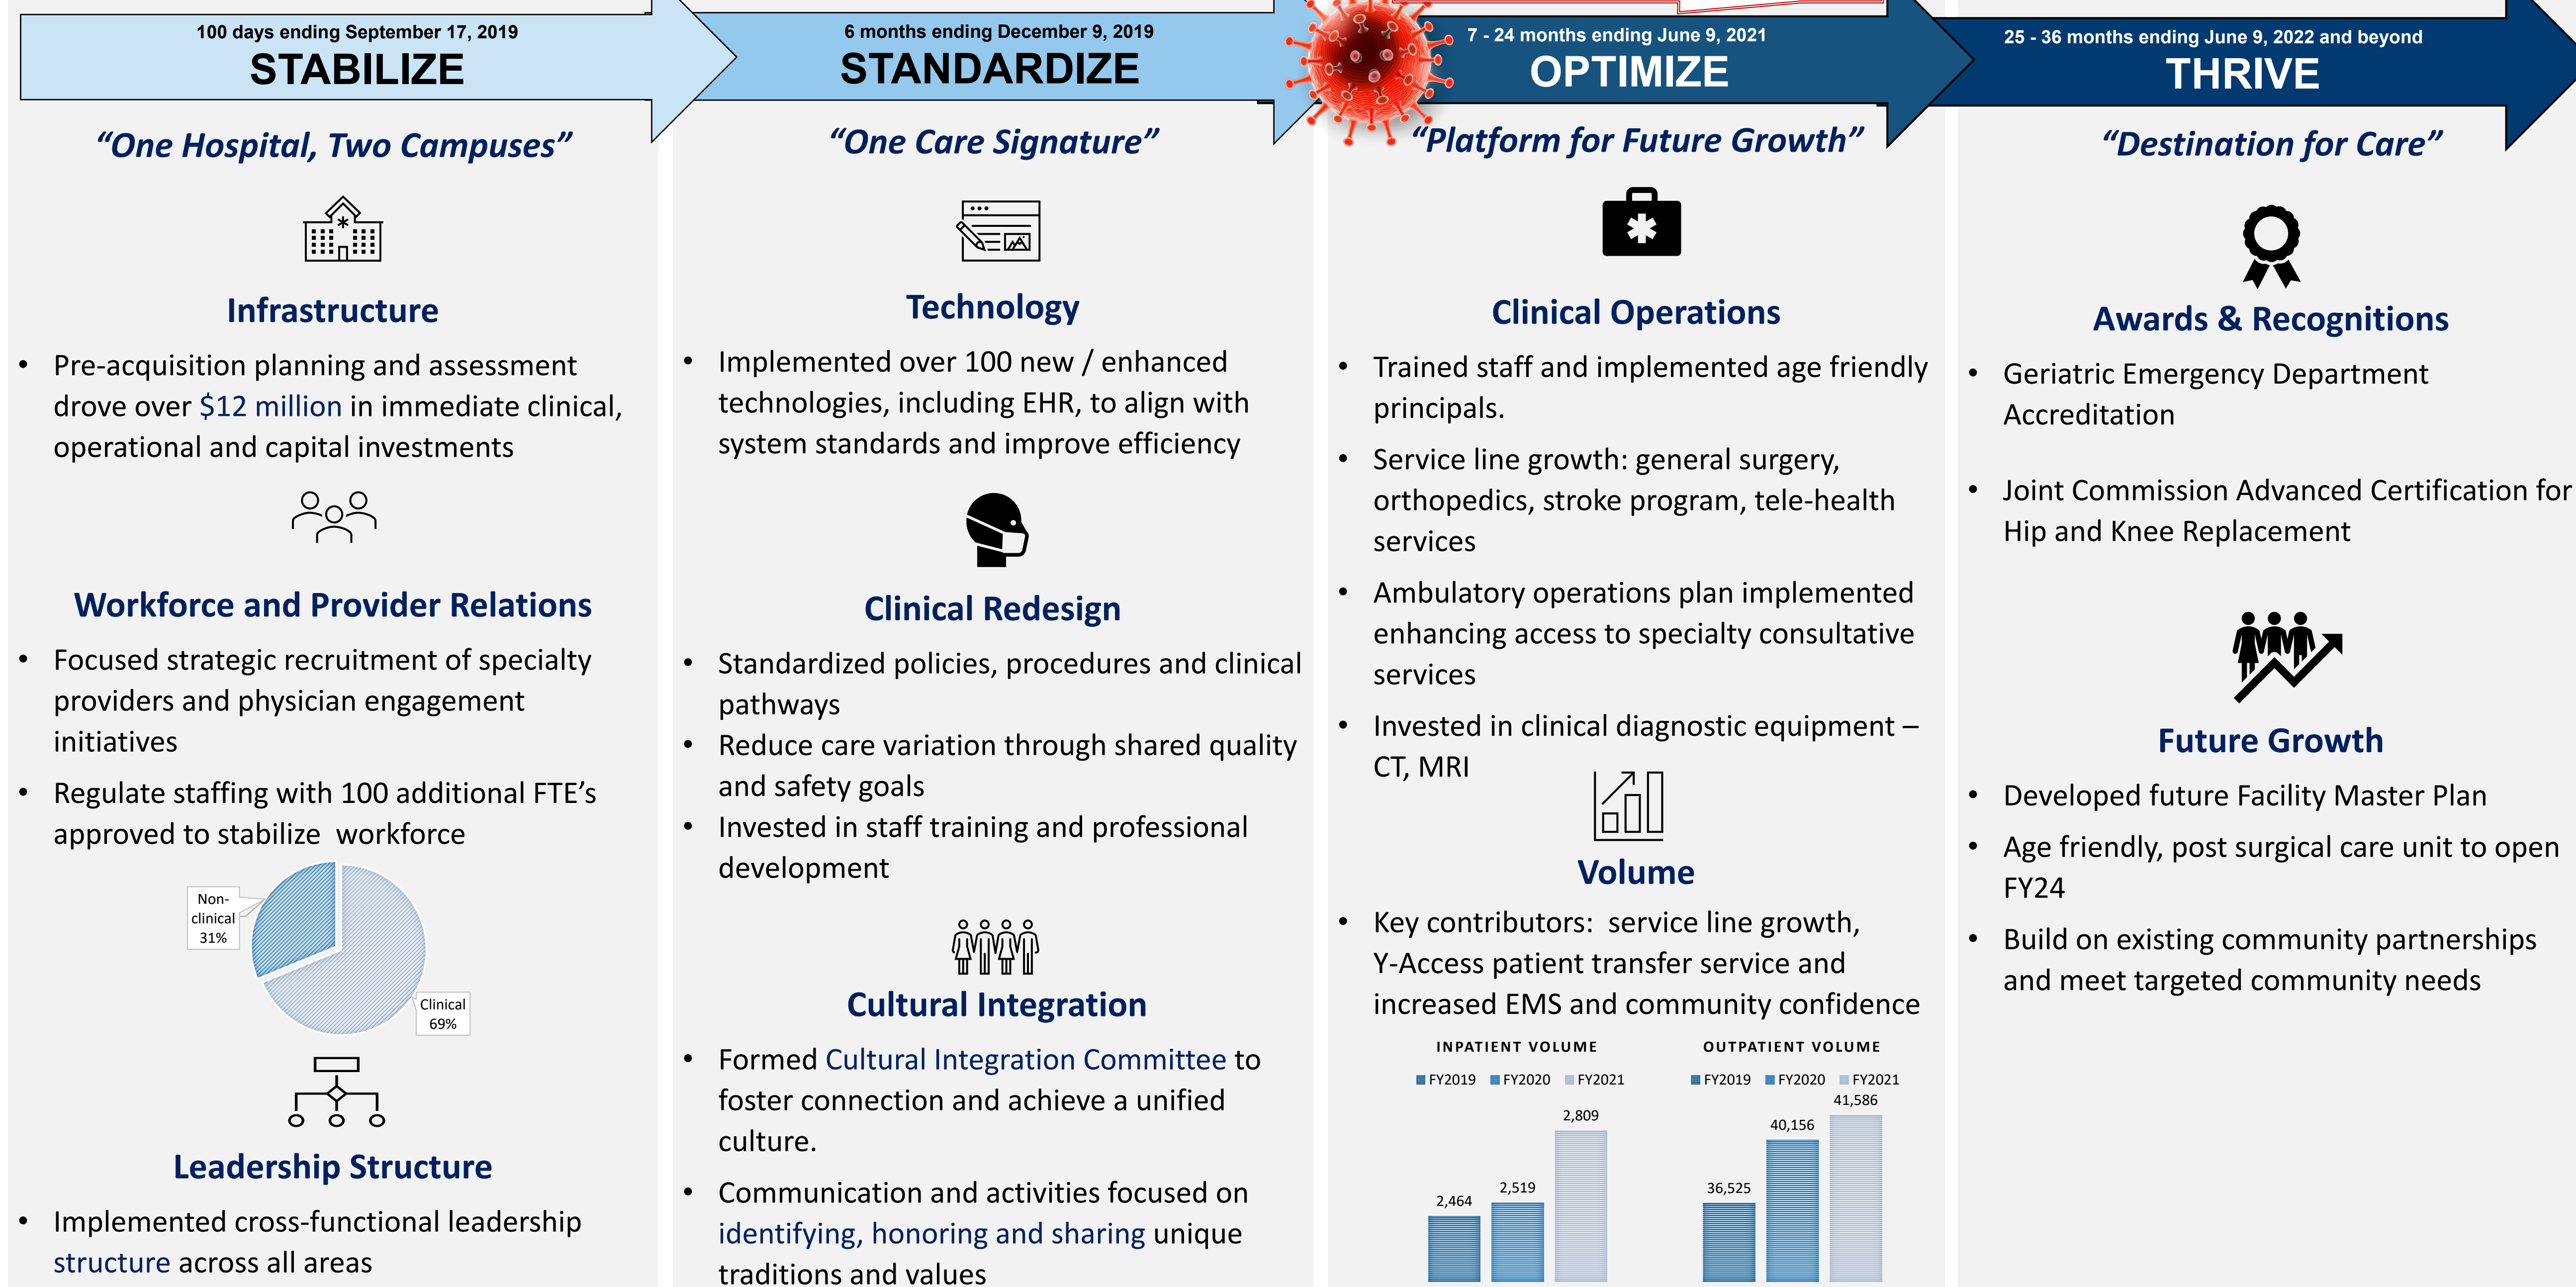 100 days ending September 17, 2019
STABILIZE
“One Hospital, Two Campuses”
Infrastructure
• Pre-acquisition planning and assessment
drove over $12 million in immediate clinical,
operational and capital investments
Workforce and Provider Relations
• Focused strategic recruitment of specialty
providers and physician engagement
initiatives
• Regulate staffing with 100 additional FTE’s
approved to stabilize  workforce
Non-
clinical
31%
Clinical
69%
Leadership Structure
• Implemented cross-functional leadership
structure across all areas
6 months ending December 9, 2019
STANDARDIZE
“One Care Signature”
Technology
• Implemented over 100 new / enhanced
technologies, including EHR, to align with
system standards and improve efficiency
Clinical Redesign
• Standardized policies, procedures and clinical
pathways
• Reduce care variation through shared quality
and safety goals
• Invested in staff training and professional
development
Cultural Integration
• Formed Cultural Integration Committee to
foster connection and achieve a unified
culture.
• Communication and activities focused on
identifying, honoring and sharing unique
traditions and values
7 - 24 months ending June 9, 2021
OPTIMIZE
“Platform for Future Growth”
Clinical Operations
• Trained staff and implemented age friendly
principals.
• Service line growth: general surgery,
orthopedics, stroke program, tele-health
services
• Ambulatory operations plan implemented
enhancing access to specialty consultative
services
• Invested in clinical diagnostic equipment –
CT, MRI
Volume
• Key contributors:  service line growth,
Y-Access patient transfer service and
increased EMS and community confidence
INPATIENT VOLUME
FY2019 FY2020 FY2021
2,464
2,519
2,809
OUTPATIENT VOLUME
FY2019 FY2020 FY2021
36,525
40,156
41,586
25 - 36 months ending June 9, 2022 and beyond
THRIVE
“Destination for Care”
Awards & Recognitions
• Geriatric Emergency Department
Accreditation
• Joint Commission Advanced Certification for
Hip and Knee Replacement
Future Growth
• Developed future Facility Master Plan
• Age friendly, post surgical care unit to open
FY24
• Build on existing community partnerships
and meet targeted community needs